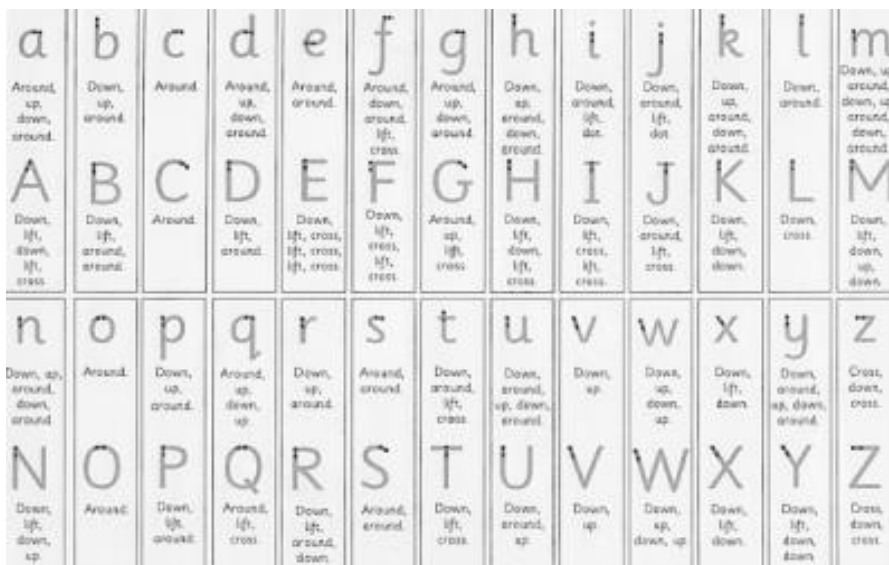 a
Around,
up,
down,
around.
A
Down,
lift,
down,
lift,
cross.
b
Down,
up,
around.
B
Down,
lift,
around,
around.
c
Around.
C
Around.
d
Around,
up,
down,
around.
D
Down,
lift,
around.
e
Around,
around.
E
Down,
lift, cross,
lift, cross,
lift, cross.
f
Around,
down,
around,
lift,
cross.
F
Down,
lift,
cross,
lift,
cross.
g
Around,
up,
down,
around.
G
Around,
up,
lift,
cross.
h
Down,
up,
around,
down,
around.
H
Down,
lift,
down,
lift,
cross.
i
Down,
around,
lift,
dot.
I
Down,
lift,
cross,
lift,
cross.
j
Down,
around,
lift,
dot.
J
Down,
around,
lift,
cross.
k
Down,
up,
around,
down,
around.
K
Down,
lift,
down,
down.
l
Down,
around.
L
Down,
cross.
m
Down, up,
around,
down, up,
around,
down,
around.
M
Down,
lift,
down,
up,
down.
n
Down, up,
around,
down,
around.
N
Down,
lift,
down,
up.
o
Around.
O
Around.
p
Down,
up,
around.
P
Down,
lift,
around.
q
Around,
up,
down,
up.
Q
Around,
lift,
cross.
r
Down,
up,
around.
R
Down,
lift,
around,
down.
s
Around,
around.
S
Around,
around.
t
Down,
around,
lift,
cross.
T
Down,
lift,
cross.
u
Down,
around,
up, down,
around.
U
Down,
around,
up.
v
Down,
up.
V
Down,
up.
w
Down,
up,
down,
up.
W
Down,
up,
down, up.
x
Down,
lift,
down.
X
Down,
lift,
down.
y
Down,
around,
up, down,
around.
Y
Down,
lift,
down,
down.
z
Cross,
down,
cross.
Z
Cross,
down,
cross.